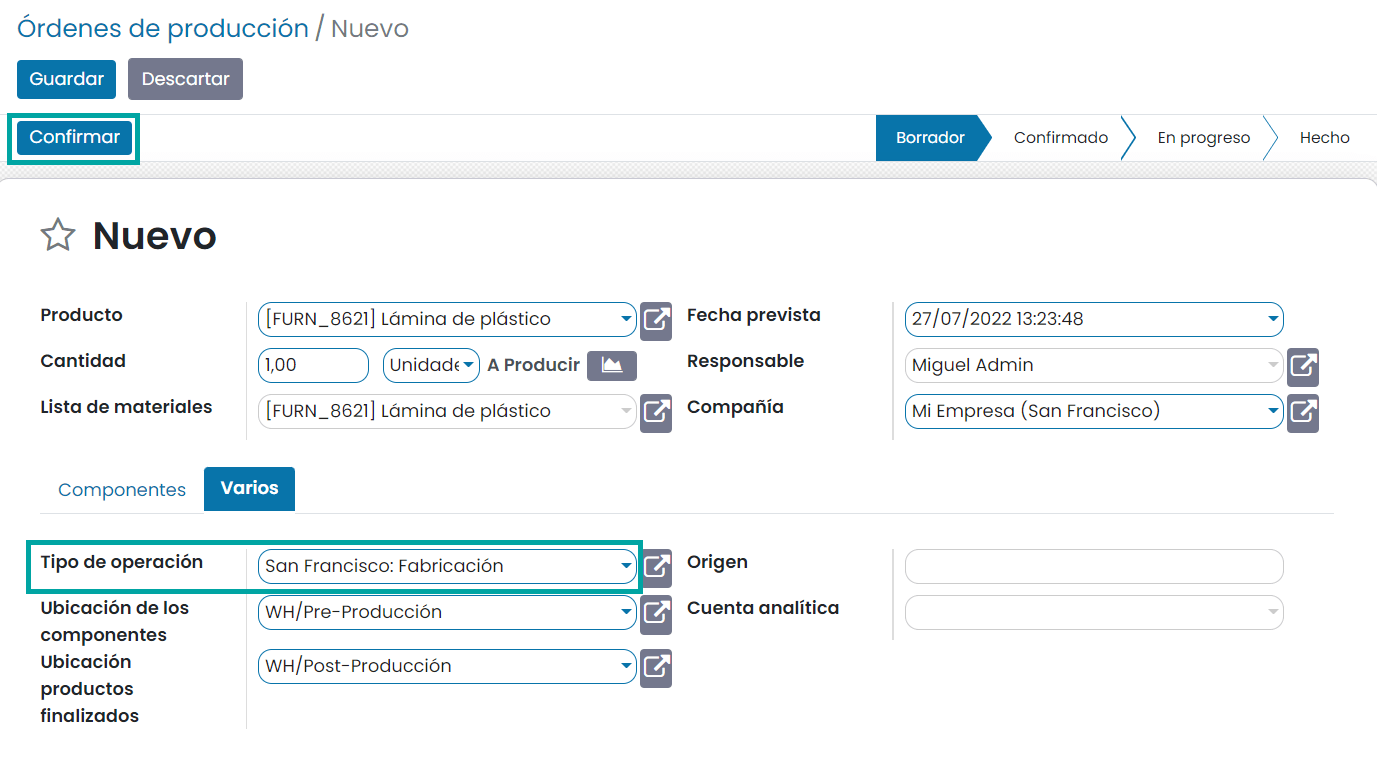 Órdenes de producción / Nuevo
Guardar Descartar
Confirmar Borrador Confirmado En progreso Hecho
Nuevo
Producto [FURN_8621] Lámina de plástico Fecha prevista 27/07/2022 13:23:48
Cantidad 1,00 Unidade A Producir Responsable Miguel Admin
Lista de materiales [FURN_8621] Lámina de plástico Compañía Mi Empresa (San Francisco)
Componentes Varios
Tipo de operación San Francisco: Fabricación Origen
Ubicación de los WH/Pre-Producción Cuenta analítica
componentes
Ubicación WH/Post-Producción
productos
finalizados